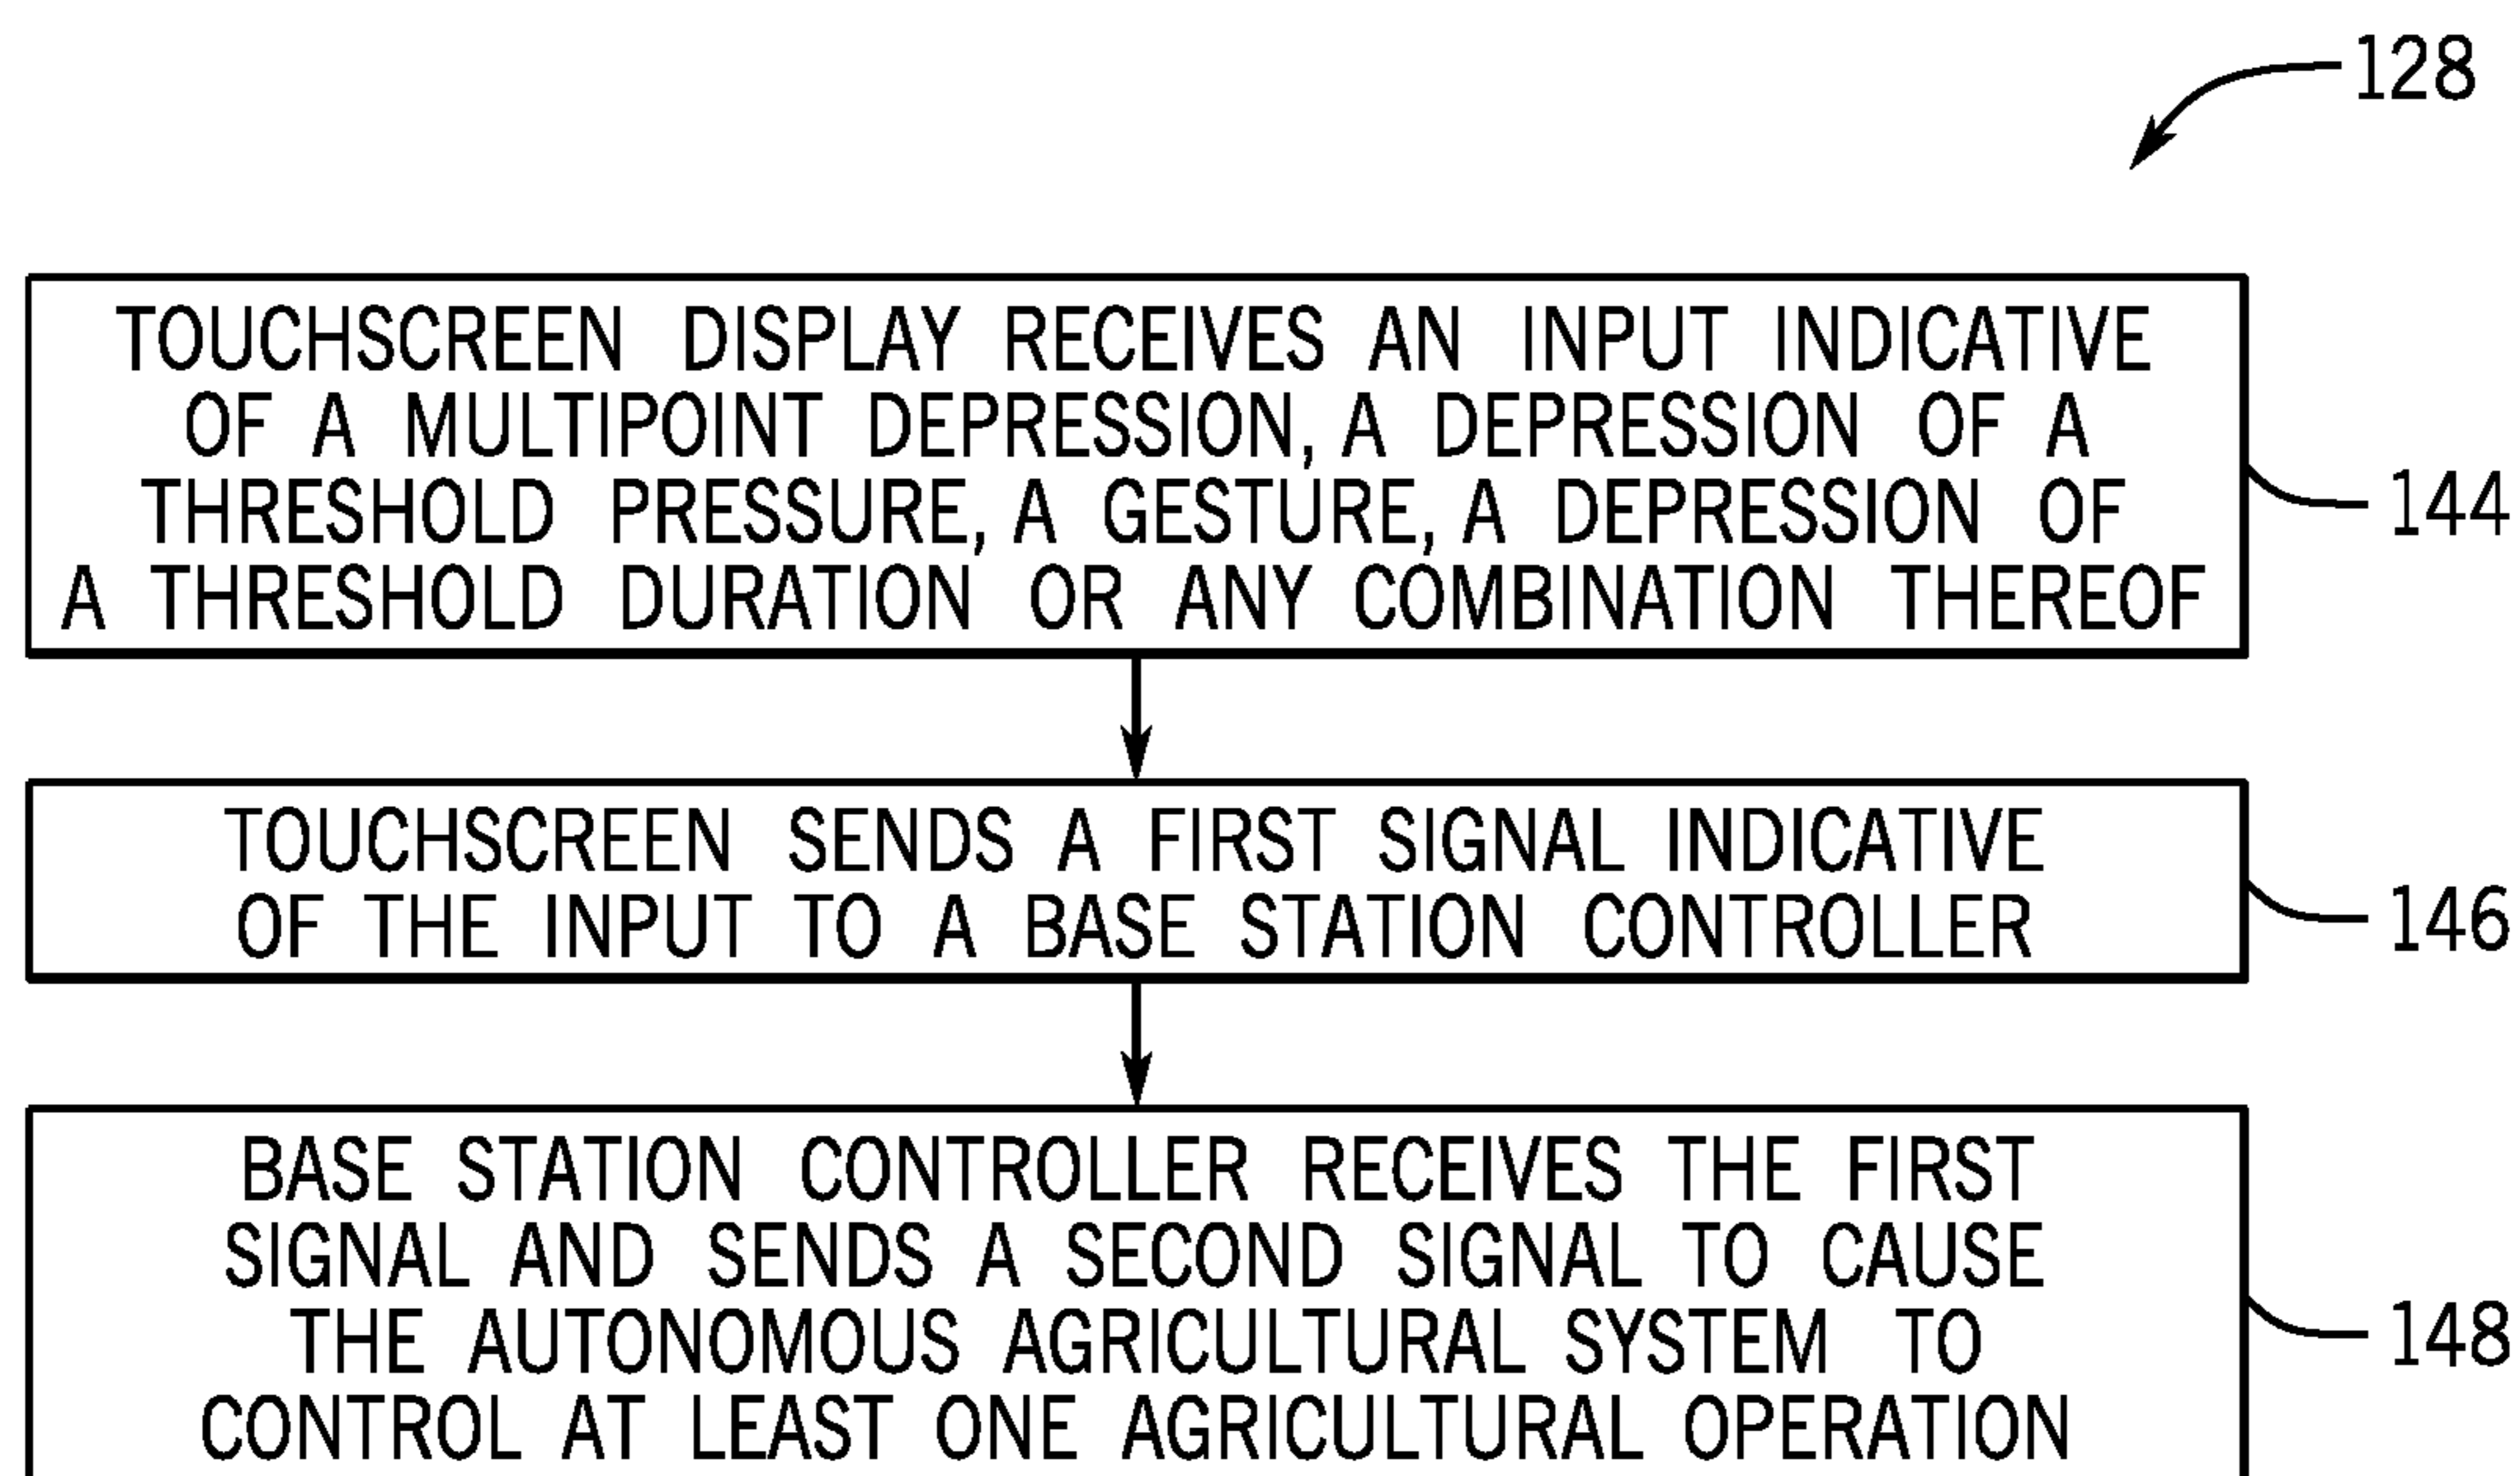 128
TOUCHSCREEN DISPLAY RECEIVES AN INPUT INDICATIVE
OF A MULTIPOINT DEPRESSION, A DEPRESSION OF A
THRESHOLD PRESSURE, A GESTURE, A DEPRESSION OF
A THRESHOLD DURATION OR ANY COMBINATION THEREOF
144
TOUCHSCREEN SENDS A FIRST SIGNAL INDICATIVE
OF THE INPUT TO A BASE STATION CONTROLLER
146
BASE STATION CONTROLLER RECEIVES THE FIRST
SIGNAL AND SENDS A SECOND SIGNAL TO CAUSE
THE AUTONOMOUS AGRICULTURAL SYSTEM TO
CONTROL AT LEAST ONE AGRICULTURAL OPERATION
148